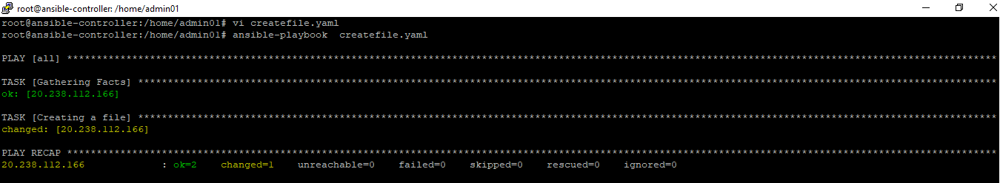 root@ansible-controller: /home/admin01
root@ansible-controller:/home/admin01# vi createfile.yaml
root@ansible-controller:/home/admin01# ansible-playbook  createfile.yaml
PLAY [all] *************************************************************************************************************************************************************
TASK [Gathering Facts] *************************************************************************************************************************************************
ok: [20.238.112.166]
TASK [Creating a file] *************************************************************************************************************************************************
changed: [20.238.112.166]
PLAY RECAP *************************************************************************************************************************************************************
20.238.112.166             : ok=2    changed=1    unreachable=0    failed=0    skipped=0    rescued=0    ignored=0